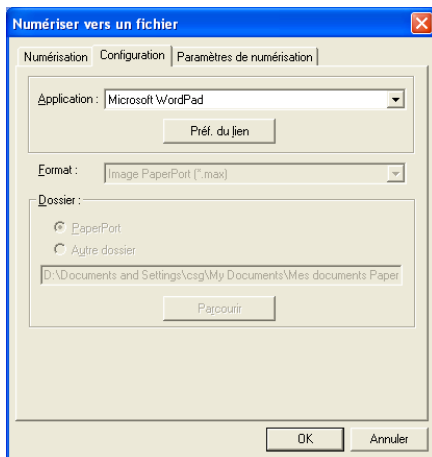 Numériser vers un fichier
Numérisation Configuration Paramètres de numérisation
Application : Microsoft WordPad
Préf. du lien
Format : Image PaperPort (*.max)
Dossier :
PaperPort
Autre dossier
D:\Documents and Settings\csg\My Documents\Mes documents Paper
Parcourir
OK Annuler